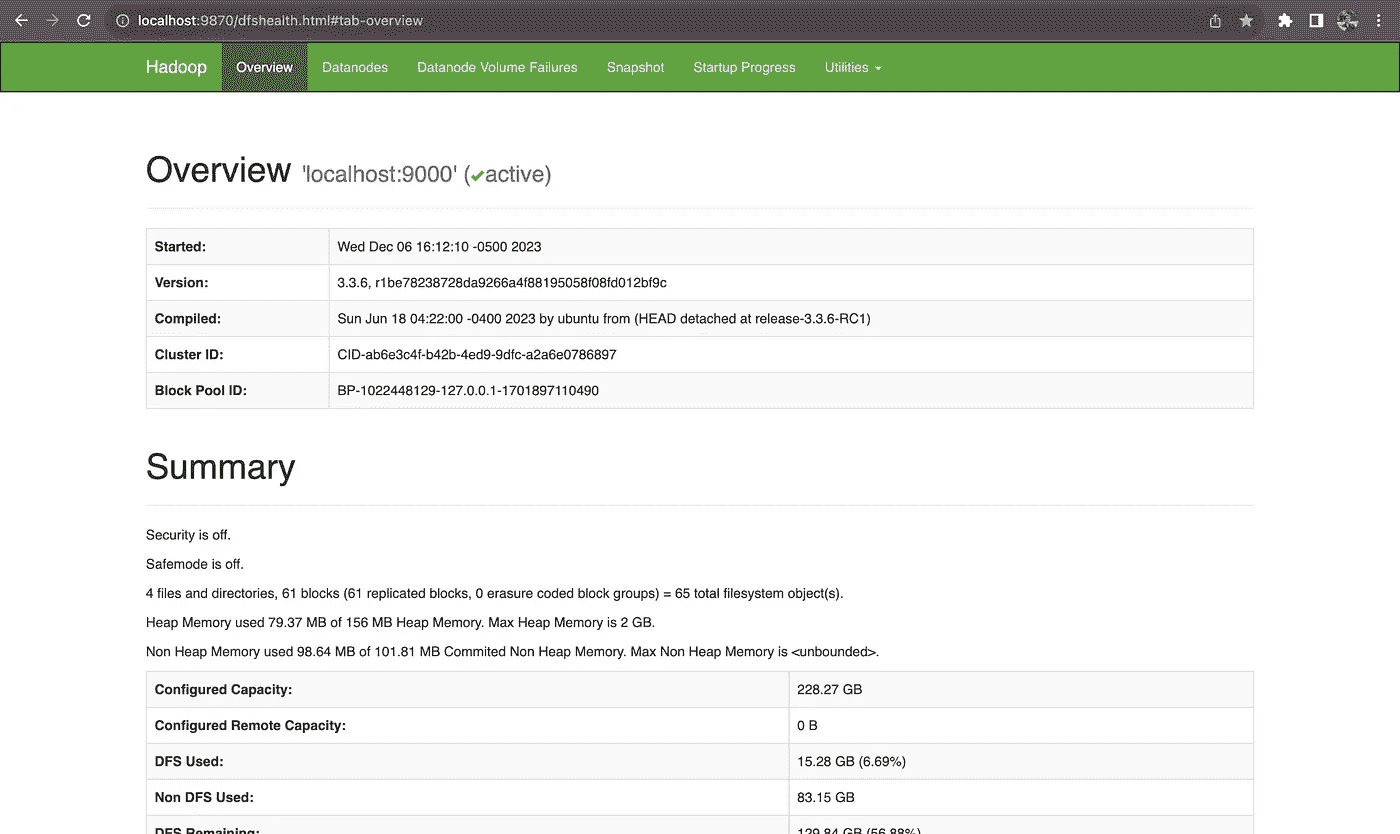 localhost:9870/dfshealth.html#tab-overview
Hadoop Overview Datanodes Datanode Volume Failures Snapshot Startup Progress Utilities
Overview 'localhost:9000' (✔active)
Started: Wed Dec 06 16:12:10 -0500 2023
Version: 3.3.6, r1be78238728da9266a4f88195058f08fd012bf9c
Compiled: Sun Jun 18 04:22:00 -0400 2023 by ubuntu from (HEAD detached at release-3.3.6-RC1)
Cluster ID: CID-ab6e3c4f-b42b-4ed9-9dfc-a2a6e0786897
Block Pool ID: BP-1022448129-127.0.0.1-1701897110490
Summary
Security is off.
Safemode is off.
4 files and directories, 61 blocks (61 replicated blocks, 0 erasure coded block groups) = 65 total filesystem object(s).
Heap Memory used 79.37 MB of 156 MB Heap Memory. Max Heap Memory is 2 GB.
Non Heap Memory used 98.64 MB of 101.81 MB Commited Non Heap Memory. Max Non Heap Memory is <unbounded>.
Configured Capacity: 228.27 GB
Configured Remote Capacity: 0 B
DFS Used: 15.28 GB (6.69%)
Non DFS Used: 83.15 GB
DFS Remaining: 129.84 GB (56.88%)